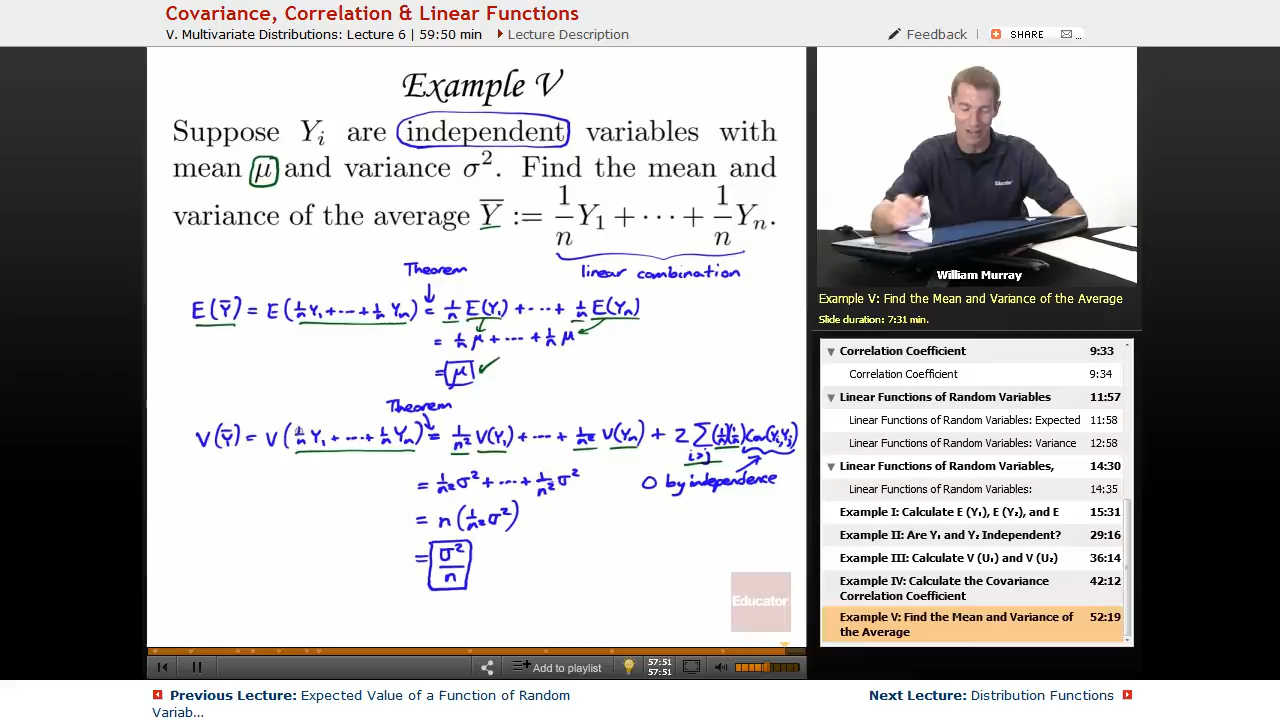 Covariance, Correlation & Linear Functions
V. Multivariate Distributions: Lecture 6 | 59:50 min Lecture Description
Feedback
SHARE
Example V
Suppose Yᵢ are independent variables with
mean μ and variance σ². Find the mean and
variance of the average Ȳ := 1/n Y₁ + ··· + 1/n Yₙ.
linear combination
Theorem
E(Ȳ) = E(1/n Y₁ + ··· + 1/n Yₙ) = 1/n E(Y₁) + ··· + 1/n E(Yₙ)
= 1/n μ + ··· + 1/n μ
= μ ✓
Theorem
V(Ȳ) = V(1/n Y₁ + ··· + 1/n Yₙ) = 1/n² V(Y₁) + ··· + 1/n² V(Yₙ) + 2 Σ i>j (1/n)(1/n) Cov(Yᵢ,Yⱼ)
0 by independence
= 1/n² σ² + ··· + 1/n² σ²
= n(1/n² σ²)
= σ²/n
Educator
Educator
William Murray
Example V: Find the Mean and Variance of the Average
Slide duration: 7:31 min.
Correlation Coefficient 9:33
Correlation Coefficient 9:34
Linear Functions of Random Variables 11:57
Linear Functions of Random Variables: Expected 11:58
Linear Functions of Random Variables: Variance 12:58
Linear Functions of Random Variables, 14:30
Linear Functions of Random Variables: 14:35
Example I: Calculate E (Y₁), E (Y₂), and E 15:31
Example II: Are Y₁ and Y₂ Independent? 29:16
Example III: Calculate V (U₁) and V (U₂) 36:14
Example IV: Calculate the Covariance 42:12
Correlation Coefficient
Example V: Find the Mean and Variance of 52:19
the Average
Add to playlist
57:51
57:51
Previous Lecture: Expected Value of a Function of Random
Variab...
Next Lecture: Distribution Functions